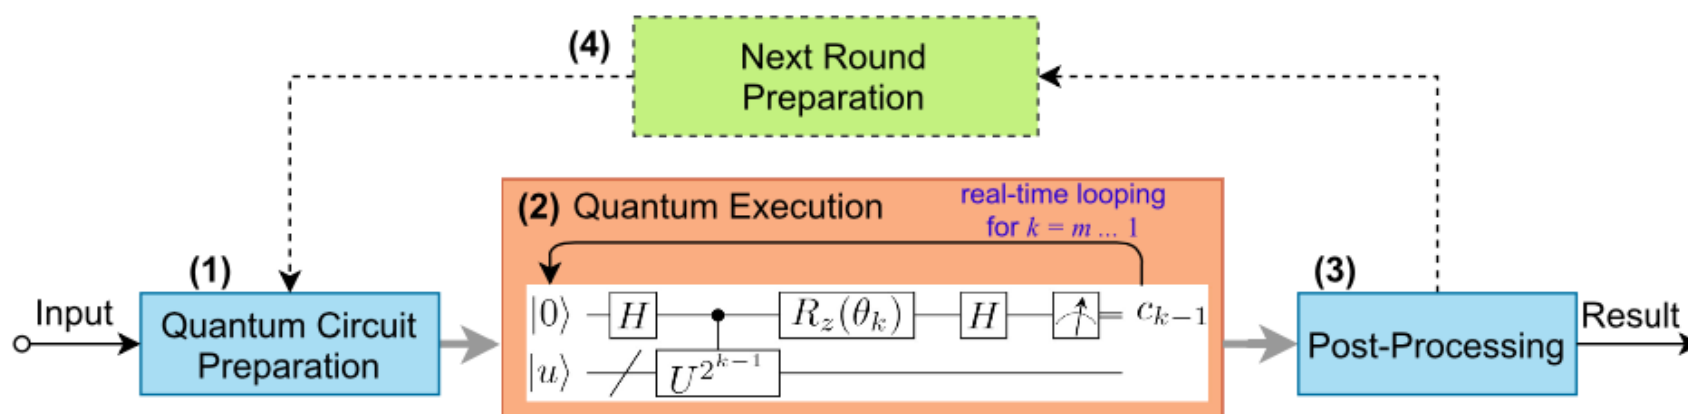 (4)
Next Round
Preparation
(2) Quantum Execution
real-time looping
for k = m ... 1
(1)
(3)
Input
Quantum Circuit
Preparation
|0⟩ H R_z(θ_k) H c_{k−1}
|u⟩ U^{2^{k−1}}
Post-Processing
Result